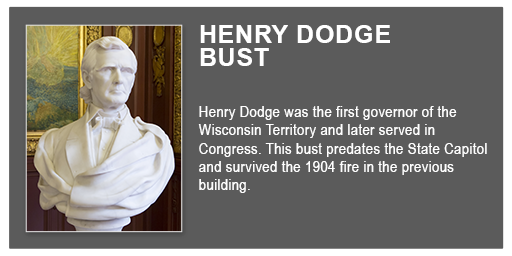 HENRY DODGE
BUST
Henry Dodge was the first governor of the
Wisconsin Territory and later served in
Congress. This bust predates the State Capitol
and survived the 1904 fire in the previous
building.